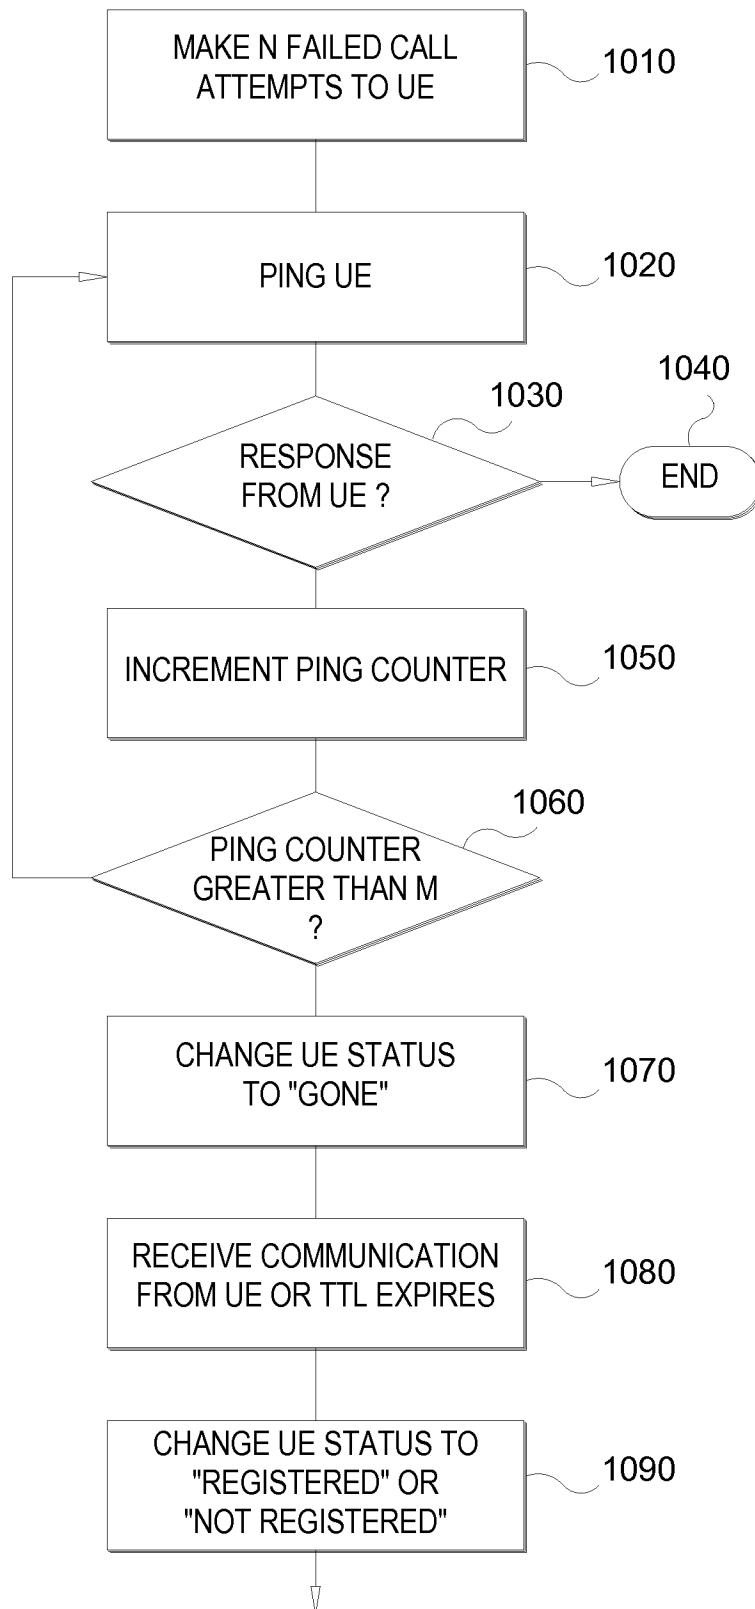 MAKE N FAILED CALL
ATTEMPTS TO UE
1010
PING UE
1020
1030
1040
RESPONSE
FROM UE ?
END
INCREMENT PING COUNTER
1050
1060
PING COUNTER
GREATER THAN M
?
CHANGE UE STATUS
TO "GONE"
1070
RECEIVE COMMUNICATION
FROM UE OR TTL EXPIRES
1080
CHANGE UE STATUS TO
"REGISTERED" OR
"NOT REGISTERED"
1090